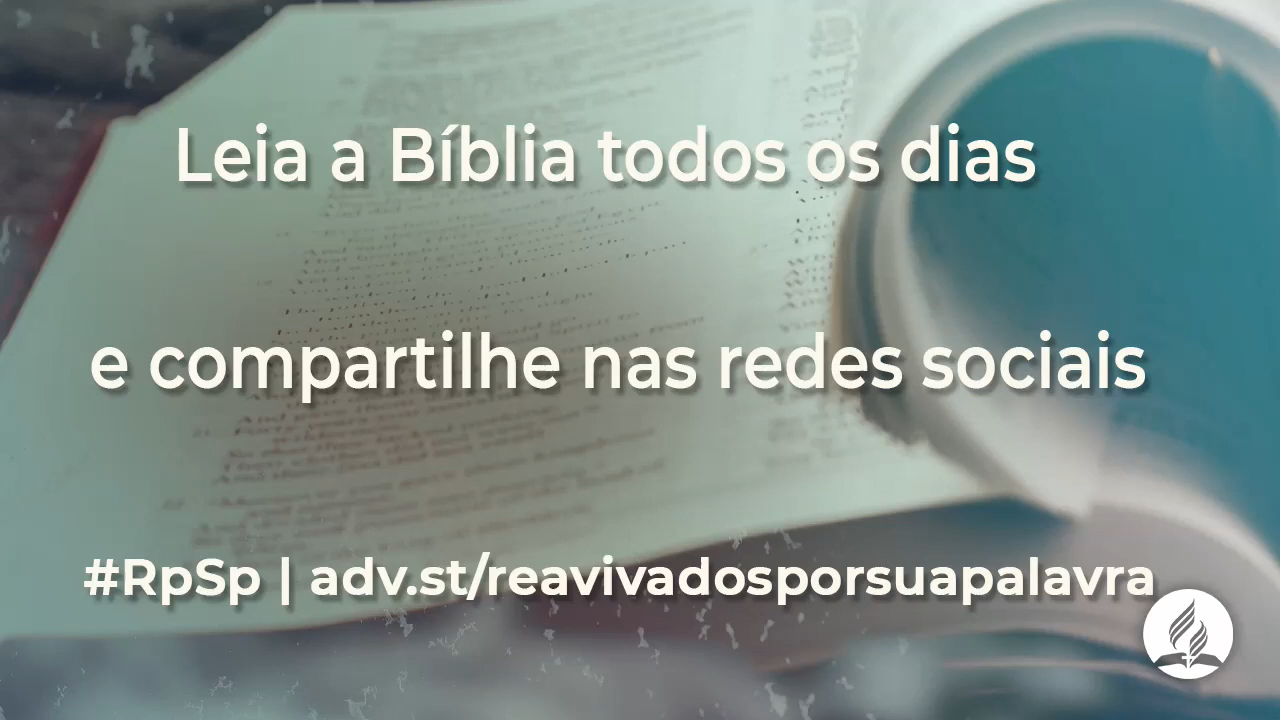 Leia a Bíblia todos os dias
e compartilhe nas redes sociais
#RpSp | adv.st/reavivadosporsuapalavra